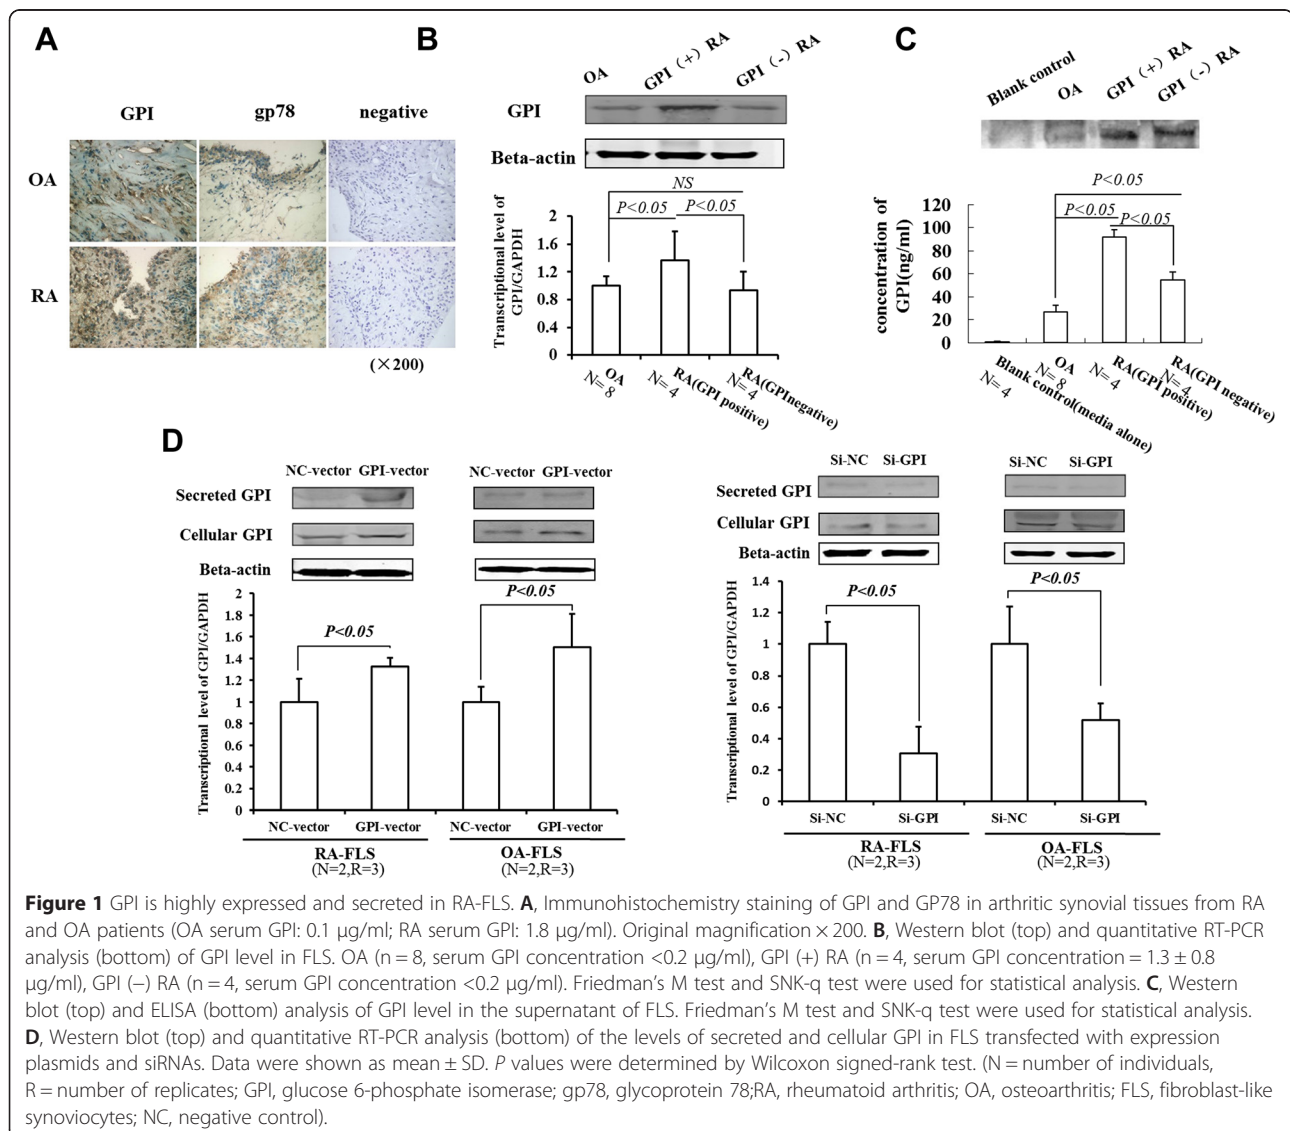 A
GPI gp78 negative
OA
RA
(×200)
B
OA GPI (+) RA GPI (-) RA
GPI
Beta-actin
NS
P<0.05 P<0.05
Transcriptional level of
GPI/GAPDH
2
1.6
1.2
0.8
0.4
0
OA
N= 8
RA(GPI positive)
N= 4
RA(GPInegative)
N= 4
C
Blank control OA GPI (+) RA GPI (-) RA
P<0.05
P<0.05 P<0.05
concentration of
GPI(ng/ml)
120
100
80
60
40
20
0
Blank control(media alone)
N= 4
OA
N= 8
RA(GPI positive)
N= 4
RA(GPI negative)
N= 4
D
NC-vector GPI-vector NC-vector GPI-vector
Secreted GPI
Cellular GPI
Beta-actin
P<0.05
P<0.05
Transcriptional level of GPI/GAPDH
2
1.8
1.6
1.4
1.2
1
0.8
0.6
0.4
0.2
0
NC-vector GPI-vector NC-vector GPI-vector
RA-FLS OA-FLS
(N=2,R=3) (N=2,R=3)
Si-NC Si-GPI Si-NC Si-GPI
Secreted GPI
Cellular GPI
Beta-actin
P<0.05 P<0.05
Transcriptional level of GPI/GAPDH
1.4
1.2
1
0.8
0.6
0.4
0.2
0
Si-NC Si-GPI Si-NC Si-GPI
RA-FLS OA-FLS
(N=2,R=3) (N=2,R=3)
Figure 1 GPI is highly expressed and secreted in RA-FLS. A, Immunohistochemistry staining of GPI and GP78 in arthritic synovial tissues from RA
and OA patients (OA serum GPI: 0.1 μg/ml; RA serum GPI: 1.8 μg/ml). Original magnification × 200. B, Western blot (top) and quantitative RT-PCR
analysis (bottom) of GPI level in FLS. OA (n = 8, serum GPI concentration <0.2 μg/ml), GPI (+) RA (n = 4, serum GPI concentration = 1.3 ± 0.8
μg/ml), GPI (−) RA (n = 4, serum GPI concentration <0.2 μg/ml). Friedman's M test and SNK-q test were used for statistical analysis. C, Western
blot (top) and ELISA (bottom) analysis of GPI level in the supernatant of FLS. Friedman's M test and SNK-q test were used for statistical analysis.
D, Western blot (top) and quantitative RT-PCR analysis (bottom) of the levels of secreted and cellular GPI in FLS transfected with expression
plasmids and siRNAs. Data were shown as mean ± SD. P values were determined by Wilcoxon signed-rank test. (N = number of individuals,
R = number of replicates; GPI, glucose 6-phosphate isomerase; gp78, glycoprotein 78;RA, rheumatoid arthritis; OA, osteoarthritis; FLS, fibroblast-like
synoviocytes; NC, negative control).